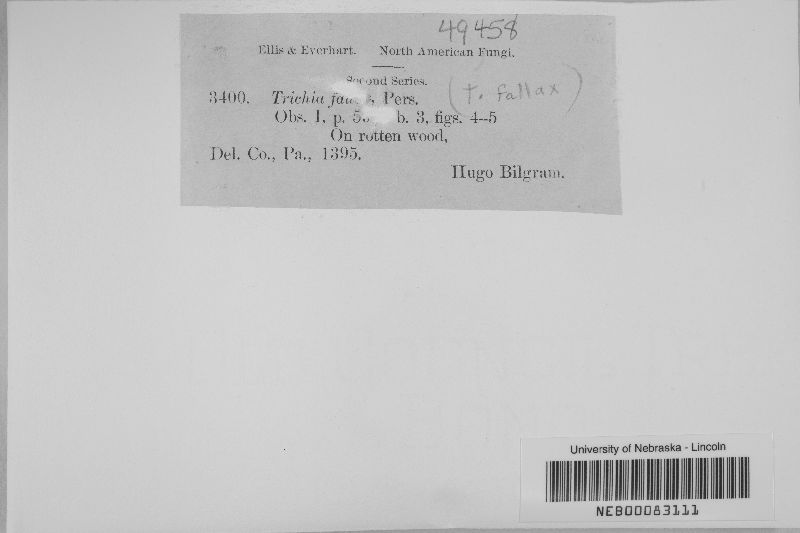 49458
Ellis & Everhart. North American Fungi.
Second Series.
3400. Trichia Pers. (t. fallax)
Obs. I, p. b. 3, figs. 4--5
On rotten wood,
Del. Co., Pa., 1395.
Hugo Bilgram.
University of Nebraska - Lincoln
NEB00083111